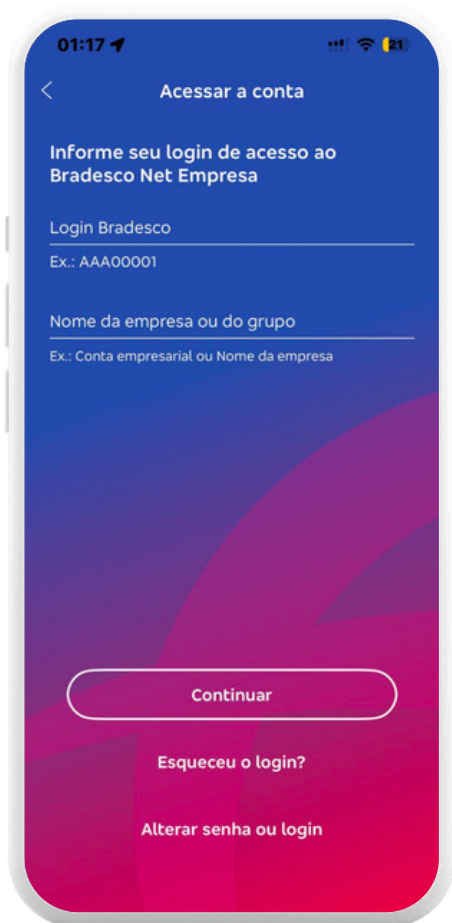 01:17
21
Acessar a conta
Informe seu login de acesso ao
Bradesco Net Empresa
Login Bradesco
Ex.: AAA00001
Nome da empresa ou do grupo
Ex.: Conta empresarial ou Nome da empresa
Continuar
Esqueceu o login?
Alterar senha ou login